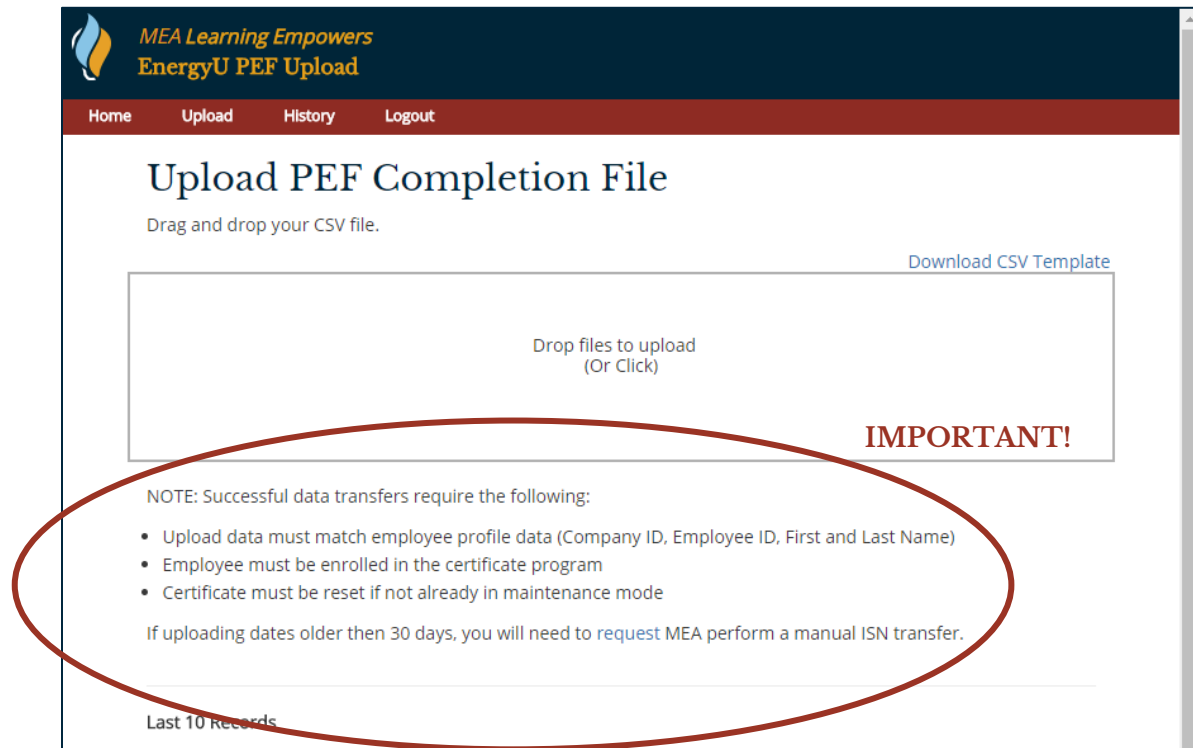 MEA Learning Empowers
EnergyU PEF Upload
Home Upload History Logout
Upload PEF Completion File
Drag and drop your CSV file.
Download CSV Template
Drop files to upload
(Or Click)
IMPORTANT!
NOTE: Successful data transfers require the following:
• Upload data must match employee profile data (Company ID, Employee ID, First and Last Name)
• Employee must be enrolled in the certificate program
• Certificate must be reset if not already in maintenance mode
If uploading dates older then 30 days, you will need to request MEA perform a manual ISN transfer.
Last 10 Records